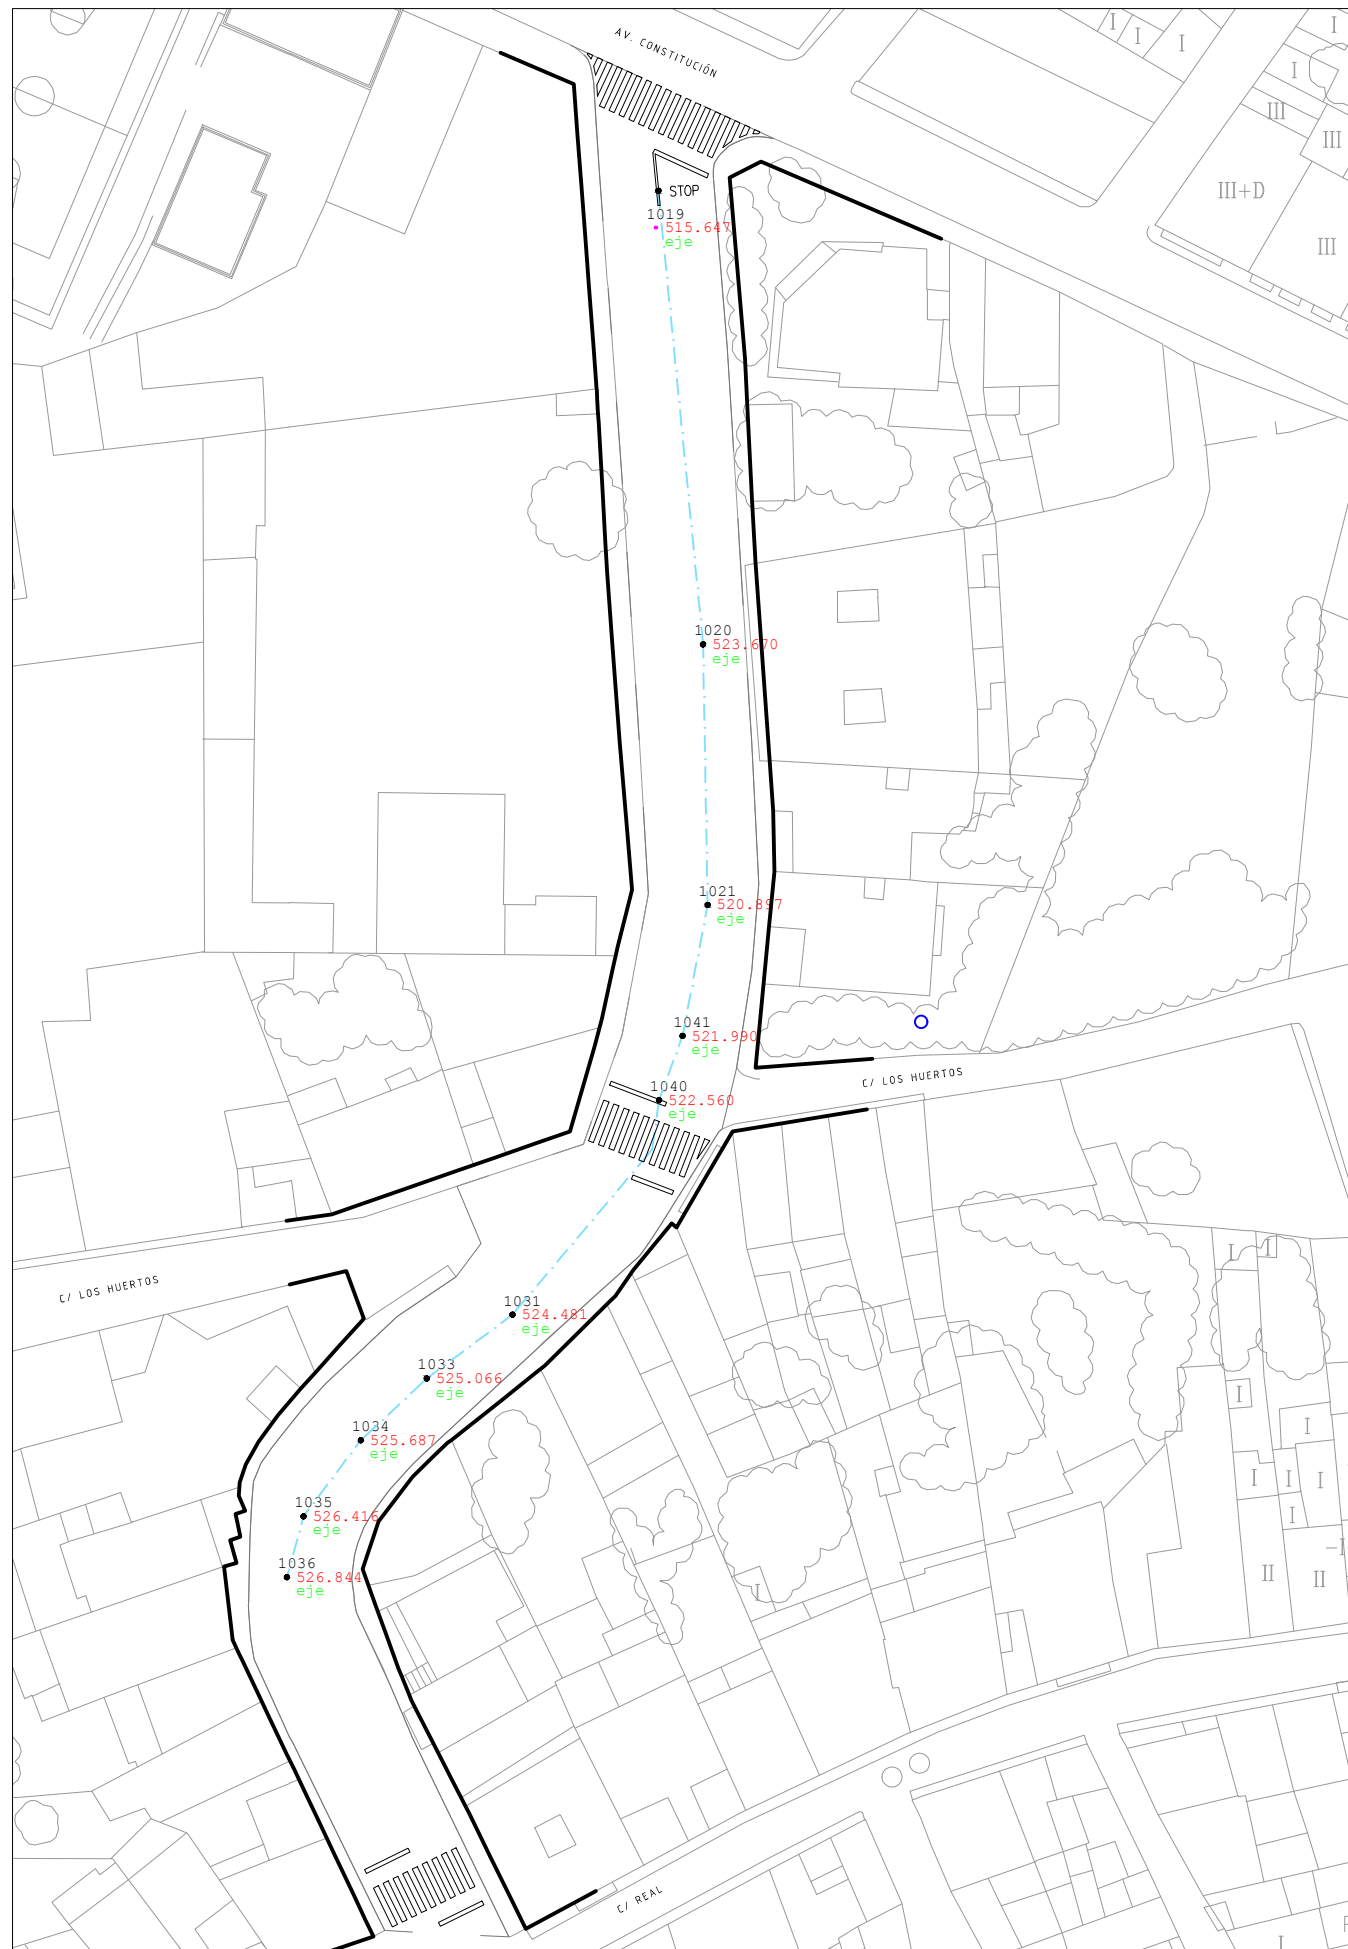 AV. CONSTITUCIÓN
I
I
I
I
I
III
III
III+D
III
STOP
1019
515.647
eje
1020
523.670
eje
1021
520.897
eje
1041
521.990
eje
C/ LOS HUERTOS
1040
522.560
eje
I
I
C/ LOS HUERTOS
1031
524.481
eje
1033
525.066
eje
I
I
1034
525.687
eje
I
I
I
I
1035
526.416
eje
1036
526.844
eje
II
II
I
C/ REAL
I